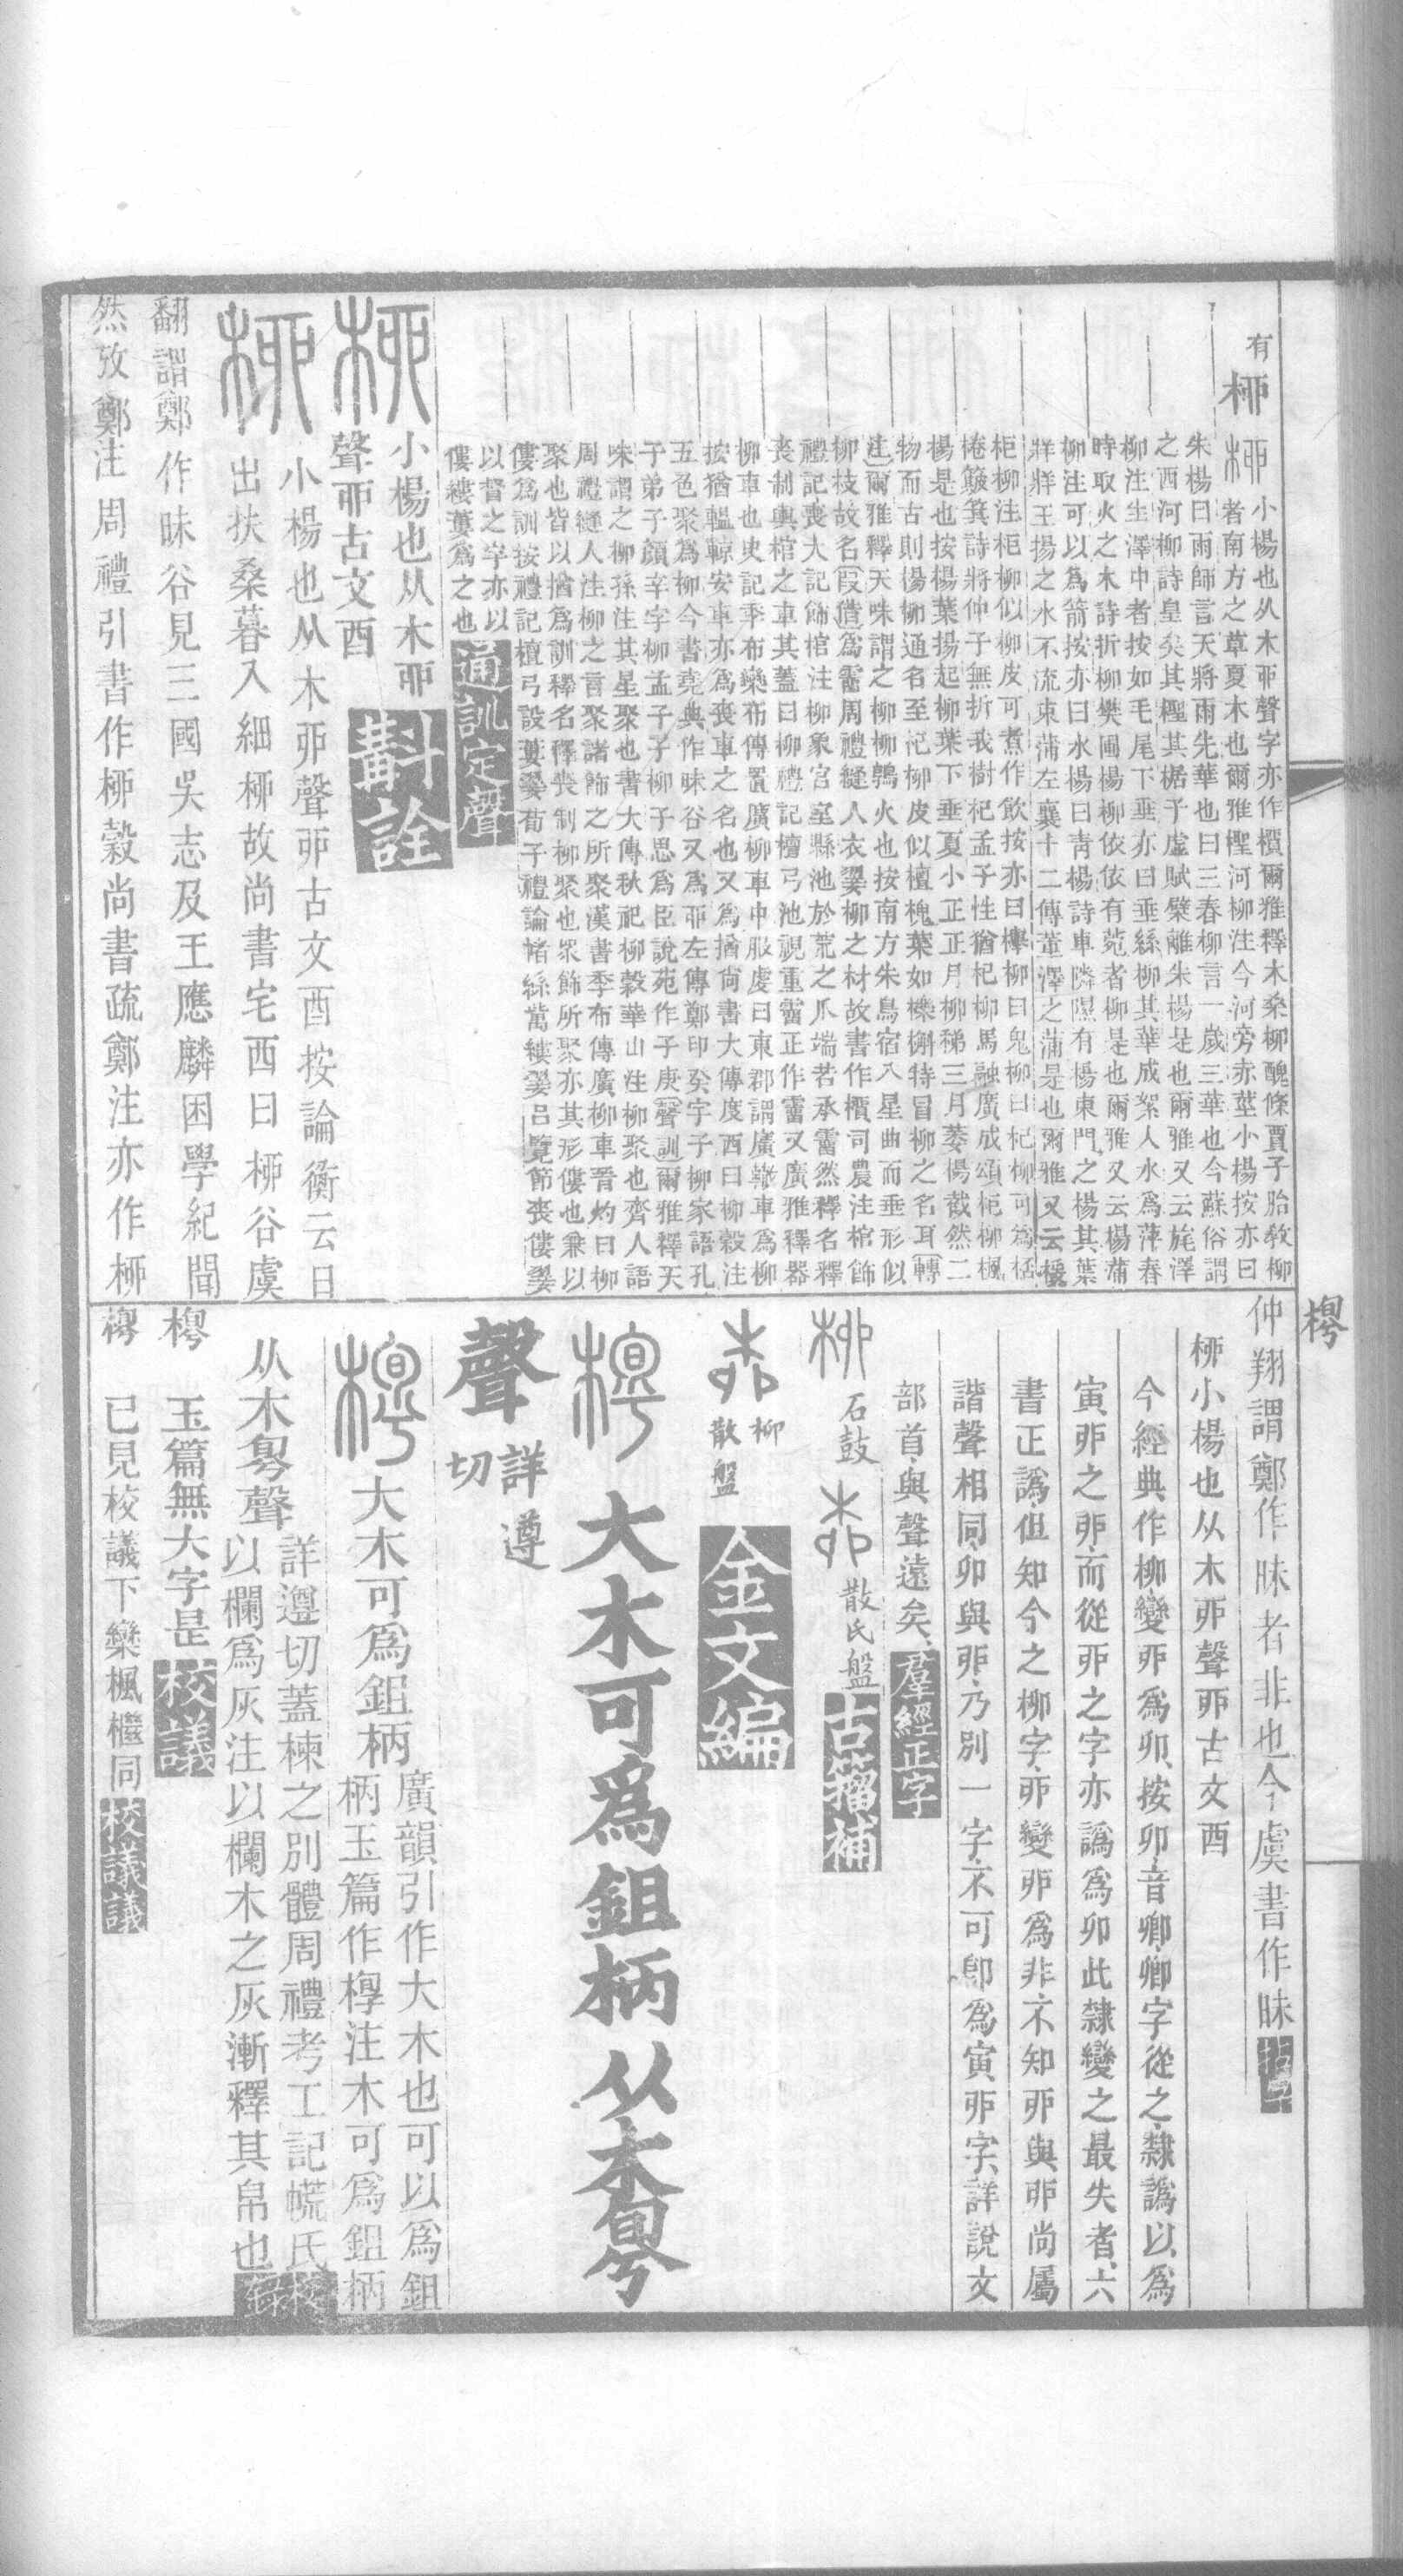 有桺
桺小楊也从木丣聲字亦作檟爾雅釋木桑柳醜條賈子胎敎柳
者南方之草夏木也爾雅檉河柳注今河旁赤莖小楊按亦曰
朱楊曰雨師言天將雨先華也曰三春柳言一歲三華也今蘇俗謂
之西河柳詩皇矣其檉其椐子虛賦檗離朱楊是也爾雅又云旄澤
柳注生澤中者按如毛尾下垂亦曰垂絲柳其華成絮人水爲萍春
時取火之木詩折柳樊圃楊柳依依有菀者柳是也爾雅又云楊蒲
柳注可以爲箭按亦曰水楊曰靑楊詩車隣隰有楊東門之楊其葉
牂牂王揚之水不流束蒲左襄十二傳董澤之蒲是也爾雅又云楥
柜柳注柜柳似柳皮可煮作飮按亦曰櫸柳曰鬼柳曰杞柳可爲桮
棬簸箕詩將仲子無折我樹杞孟子性猶杞柳馬融廣成頌柜柳楓
楊是也按楊葉揚起柳葉下垂夏小正正月柳稊三月萎楊截然二
物而古則楊柳通名至杞柳皮似檀槐葉如櫟槲特冒柳之名耳轉
注爾雅釋天咮謂之柳柳鶉火也按南方朱鳥宿八星曲而垂形似
柳枝故名叚借爲霤周禮縫人衣翣柳之材故書作櫃司農注棺飾
禮記喪大記飾棺注柳象宮室縣池於荒之爪端若承霤然釋名釋
喪制輿棺之車其蓋曰柳禮記檀弓池視重霤正作霤又廣雅釋器
柳車也史記季布欒布傳置廣柳車中服虔曰東郡謂廣轍車爲柳
按猶轀輬安車亦爲喪車之名也又爲擂尙書大傳度西曰柳穀注
五色聚爲柳今書堯典作昧谷又爲丣左傳鄭印癸字子柳家語孔
子弟子顏辛字柳孟子子柳子思爲臣說苑作子庚聲訓爾雅釋天
咮謂之柳孫注其星聚也書大傳秋祀柳穀華山注柳聚也齊人語
周禮縫人注柳之言聚諸飾之所聚漢書季布傳廣柳車晉灼曰柳
聚也皆以擂爲訓釋名釋喪制柳聚也眾飾所聚亦其形僂也兼以
僂爲訓按禮記檀弓設蔞翣荀子禮論楮絲萬縷翣呂覽節喪僂翣
以督之字亦以
僂縷蔞爲之也通訓定聲
桺小楊也从木丣
聲丣古文酉斠詮
桺小楊也从木丣聲丣古文酉按論衡云日
出扶桑暮入細桺故尚書宅西曰桺谷虞
翻謂鄭作昧谷見三國吳志及王應麟困學紀聞
然攷鄭注周禮引書作桺穀尚書疏鄭注亦作桺
仲翔謂鄭作昧者非也今虞書作昧
桺小楊也从木丣聲丣古文酉
今經典作柳變丣爲卯按卯音卿卿字從之隸譌以爲
寅丣之丣而從丣之字亦譌爲卯此隸變之最失者六
書正譌但知今之柳字丣變丣爲非不知丣與丣尚屬
諧聲相同卯與丣乃別一字不可卽爲寅丣字詳說文
部首與聲遠矣羣經正字
石鼓
散氏盤古籀補
柳
散盤
金文編
大木可爲鉏柄从木㝁
聲詳遵
切
大木可爲鉏柄廣韻引作大木也可以爲鉏
柄玉篇作㰊注木可爲鉏柄
从木㝁聲詳遵切蓋楝之別體周禮考工記㡛氏校
以欄爲灰注以欄木之灰漸釋其帛也錄
玉篇無大字是校議
已見校議下欒楓櫃同校議議